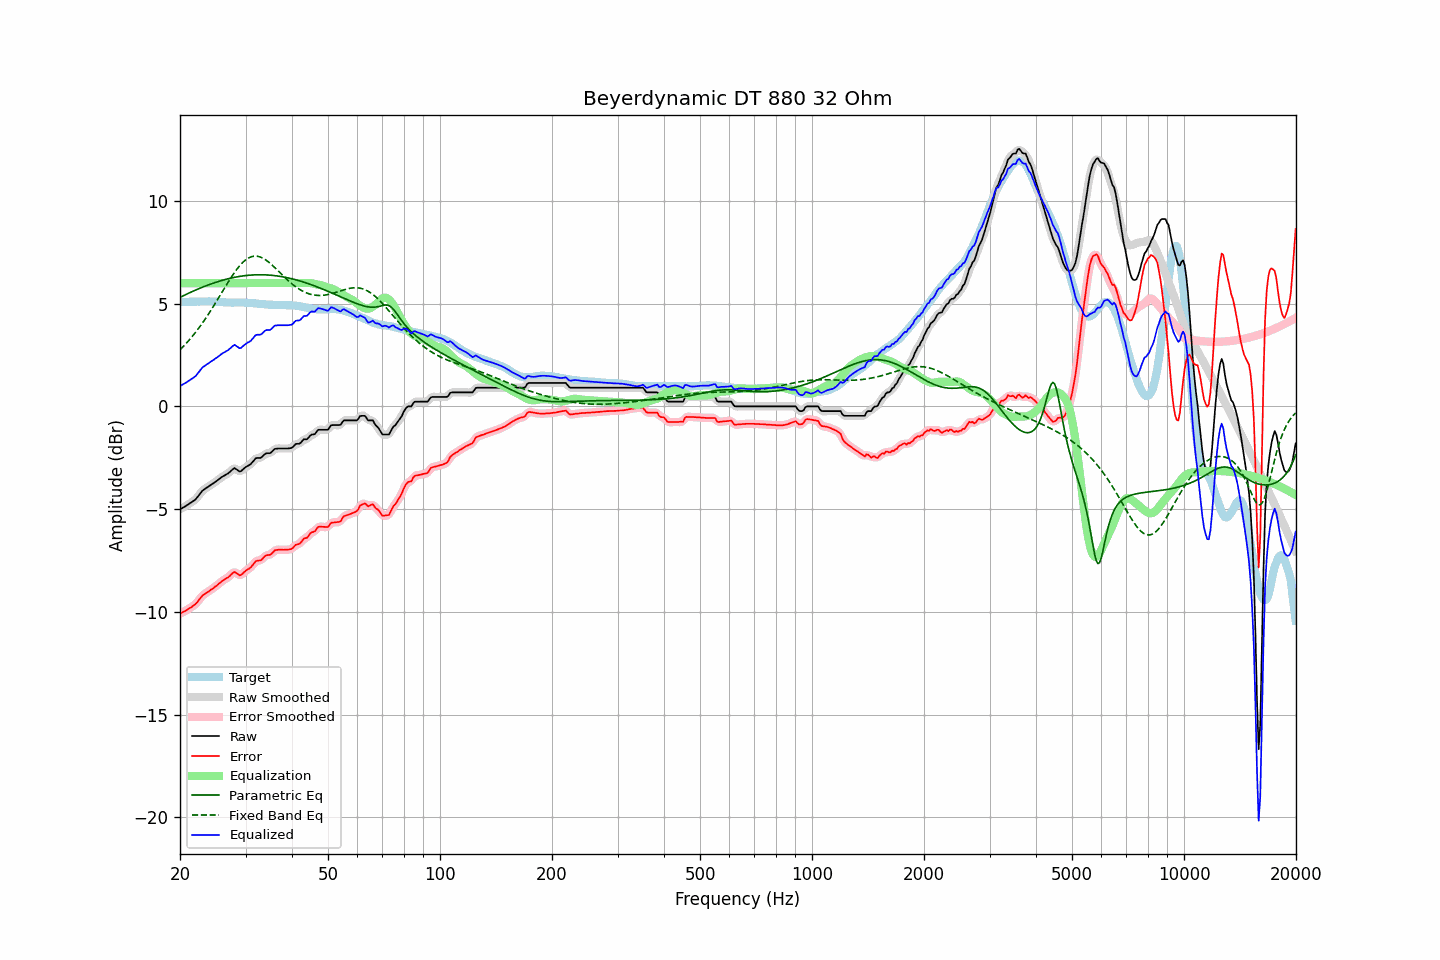 Beyerdynamic DT 880 32 Ohm
Amplitude (dBr)
10
5
0
−5
−10
−15
−20
Target
Raw Smoothed
Error Smoothed
Raw
Error
Equalization
Parametric Eq
Fixed Band Eq
Equalized
20 50 100 200 500 1000 2000 5000 10000 20000
Frequency (Hz)